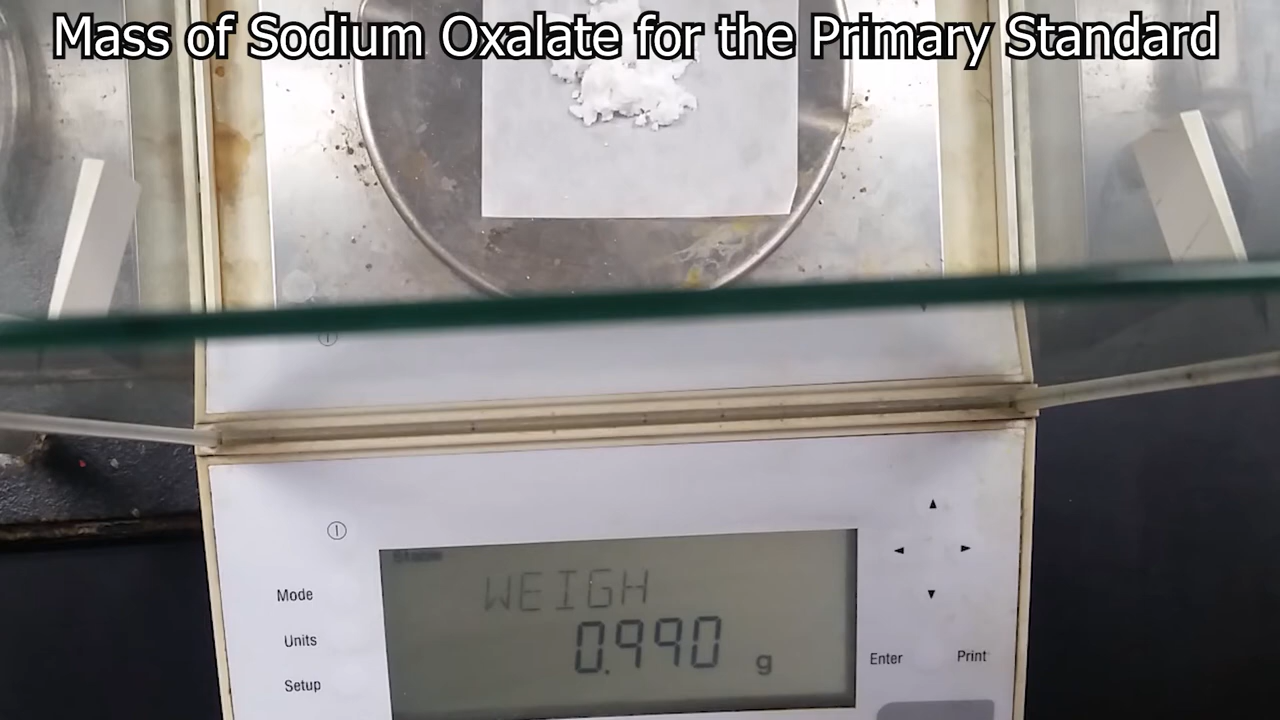 Mass of Sodium Oxalate for the Primary Standard
WEIGH
0.990 g
Mode
Units
Setup
Enter
Print